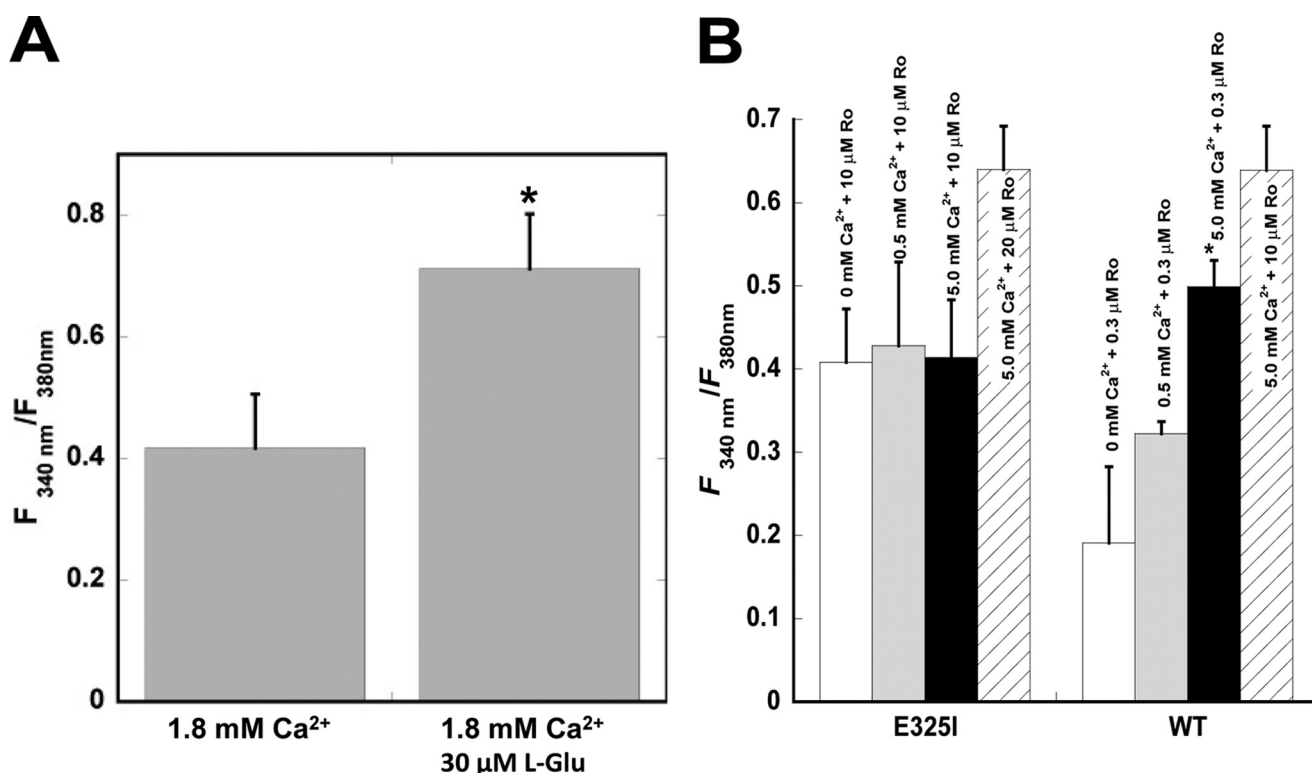 A
F 340 nm/F 380nm
0.8
0.6
0.4
0.2
0
*
1.8 mM Ca²⁺
1.8 mM Ca²⁺
30 µM L-Glu
B
F 340 nm/F 380nm
0.7
0.6
0.5
0.4
0.3
0.2
0.1
0
0 mM Ca²⁺ + 10 µM Ro
0.5 mM Ca²⁺ + 10 µM Ro
5.0 mM Ca²⁺ + 10 µM Ro
5.0 mM Ca²⁺ + 20 µM Ro
0 mM Ca²⁺ + 0.3 µM Ro
0.5 mM Ca²⁺ + 0.3 µM Ro
5.0 mM Ca²⁺ + 0.3 µM Ro
*
5.0 mM Ca²⁺ + 10 µM Ro
E325I
WT